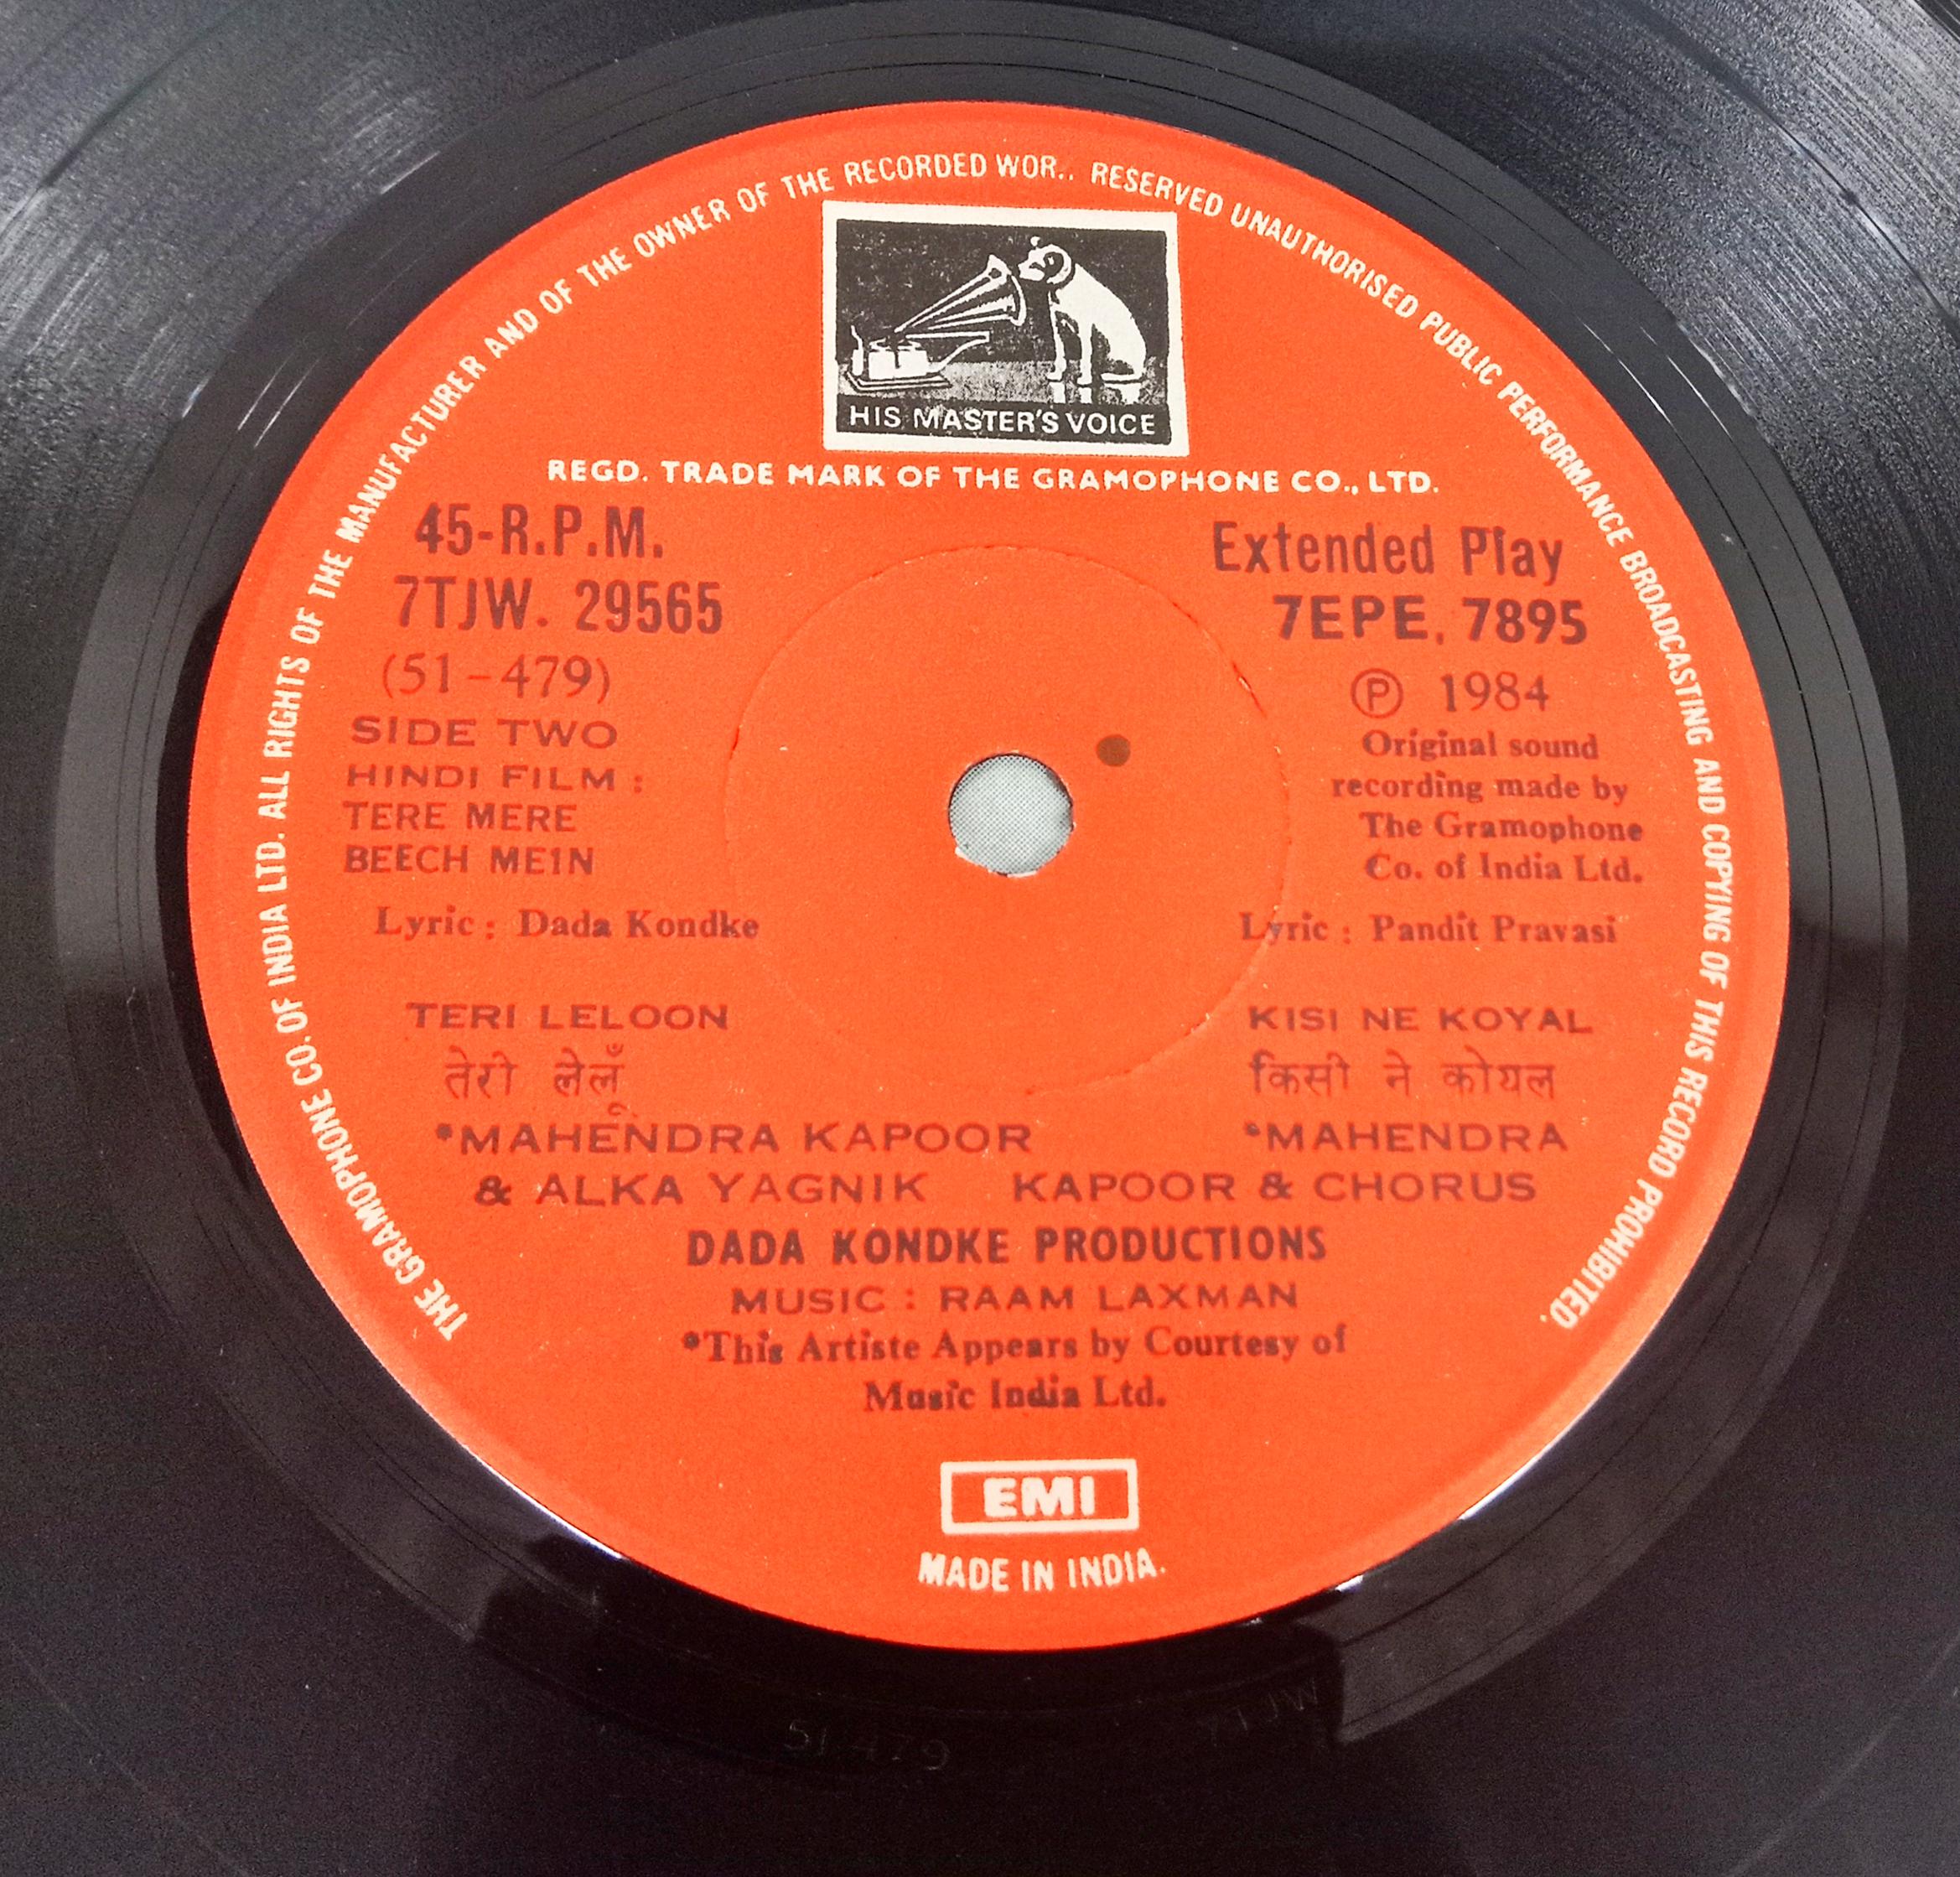 THE GRAMOPHONE CO. OF INDIA LTD. ALL RIGHTS OF THE MANUFACTURER AND OF THE OWNER OF THE RECORDED WOR.. RESERVED UNAUTHORISED PUBLIC PERFORMANCE BROADCASTING AND COPYING OF THIS RECORD PROHIBITED.
HIS MASTER'S VOICE
REGD. TRADE MARK OF THE GRAMOPHONE CO., LTD.
45-R.P.M.
7TJW. 29565
(51-479)
SIDE TWO
HINDI FILM :
TERE MERE
BEECH ME1N
Extended Play
7EPE. 7895
Ⓟ 1984
Original sound
recording made by
The Gramophone
Co. of India Ltd.
Lyric : Dada Kondke
TERI LELOON
तेरी लेलूँ
*MAHENDRA KAPOOR
& ALKA YAGNIK
Lyric : Pandit Pravasi
KISI NE KOYAL
किसी ने कोयल
*MAHENDRA
KAPOOR & CHORUS
DADA KONDKE PRODUCTIONS
MUSIC : RAAM LAXMAN
*This Artiste Appears by Courtesy of
Music India Ltd.
EMI
MADE IN INDIA.
51 479
7TJW